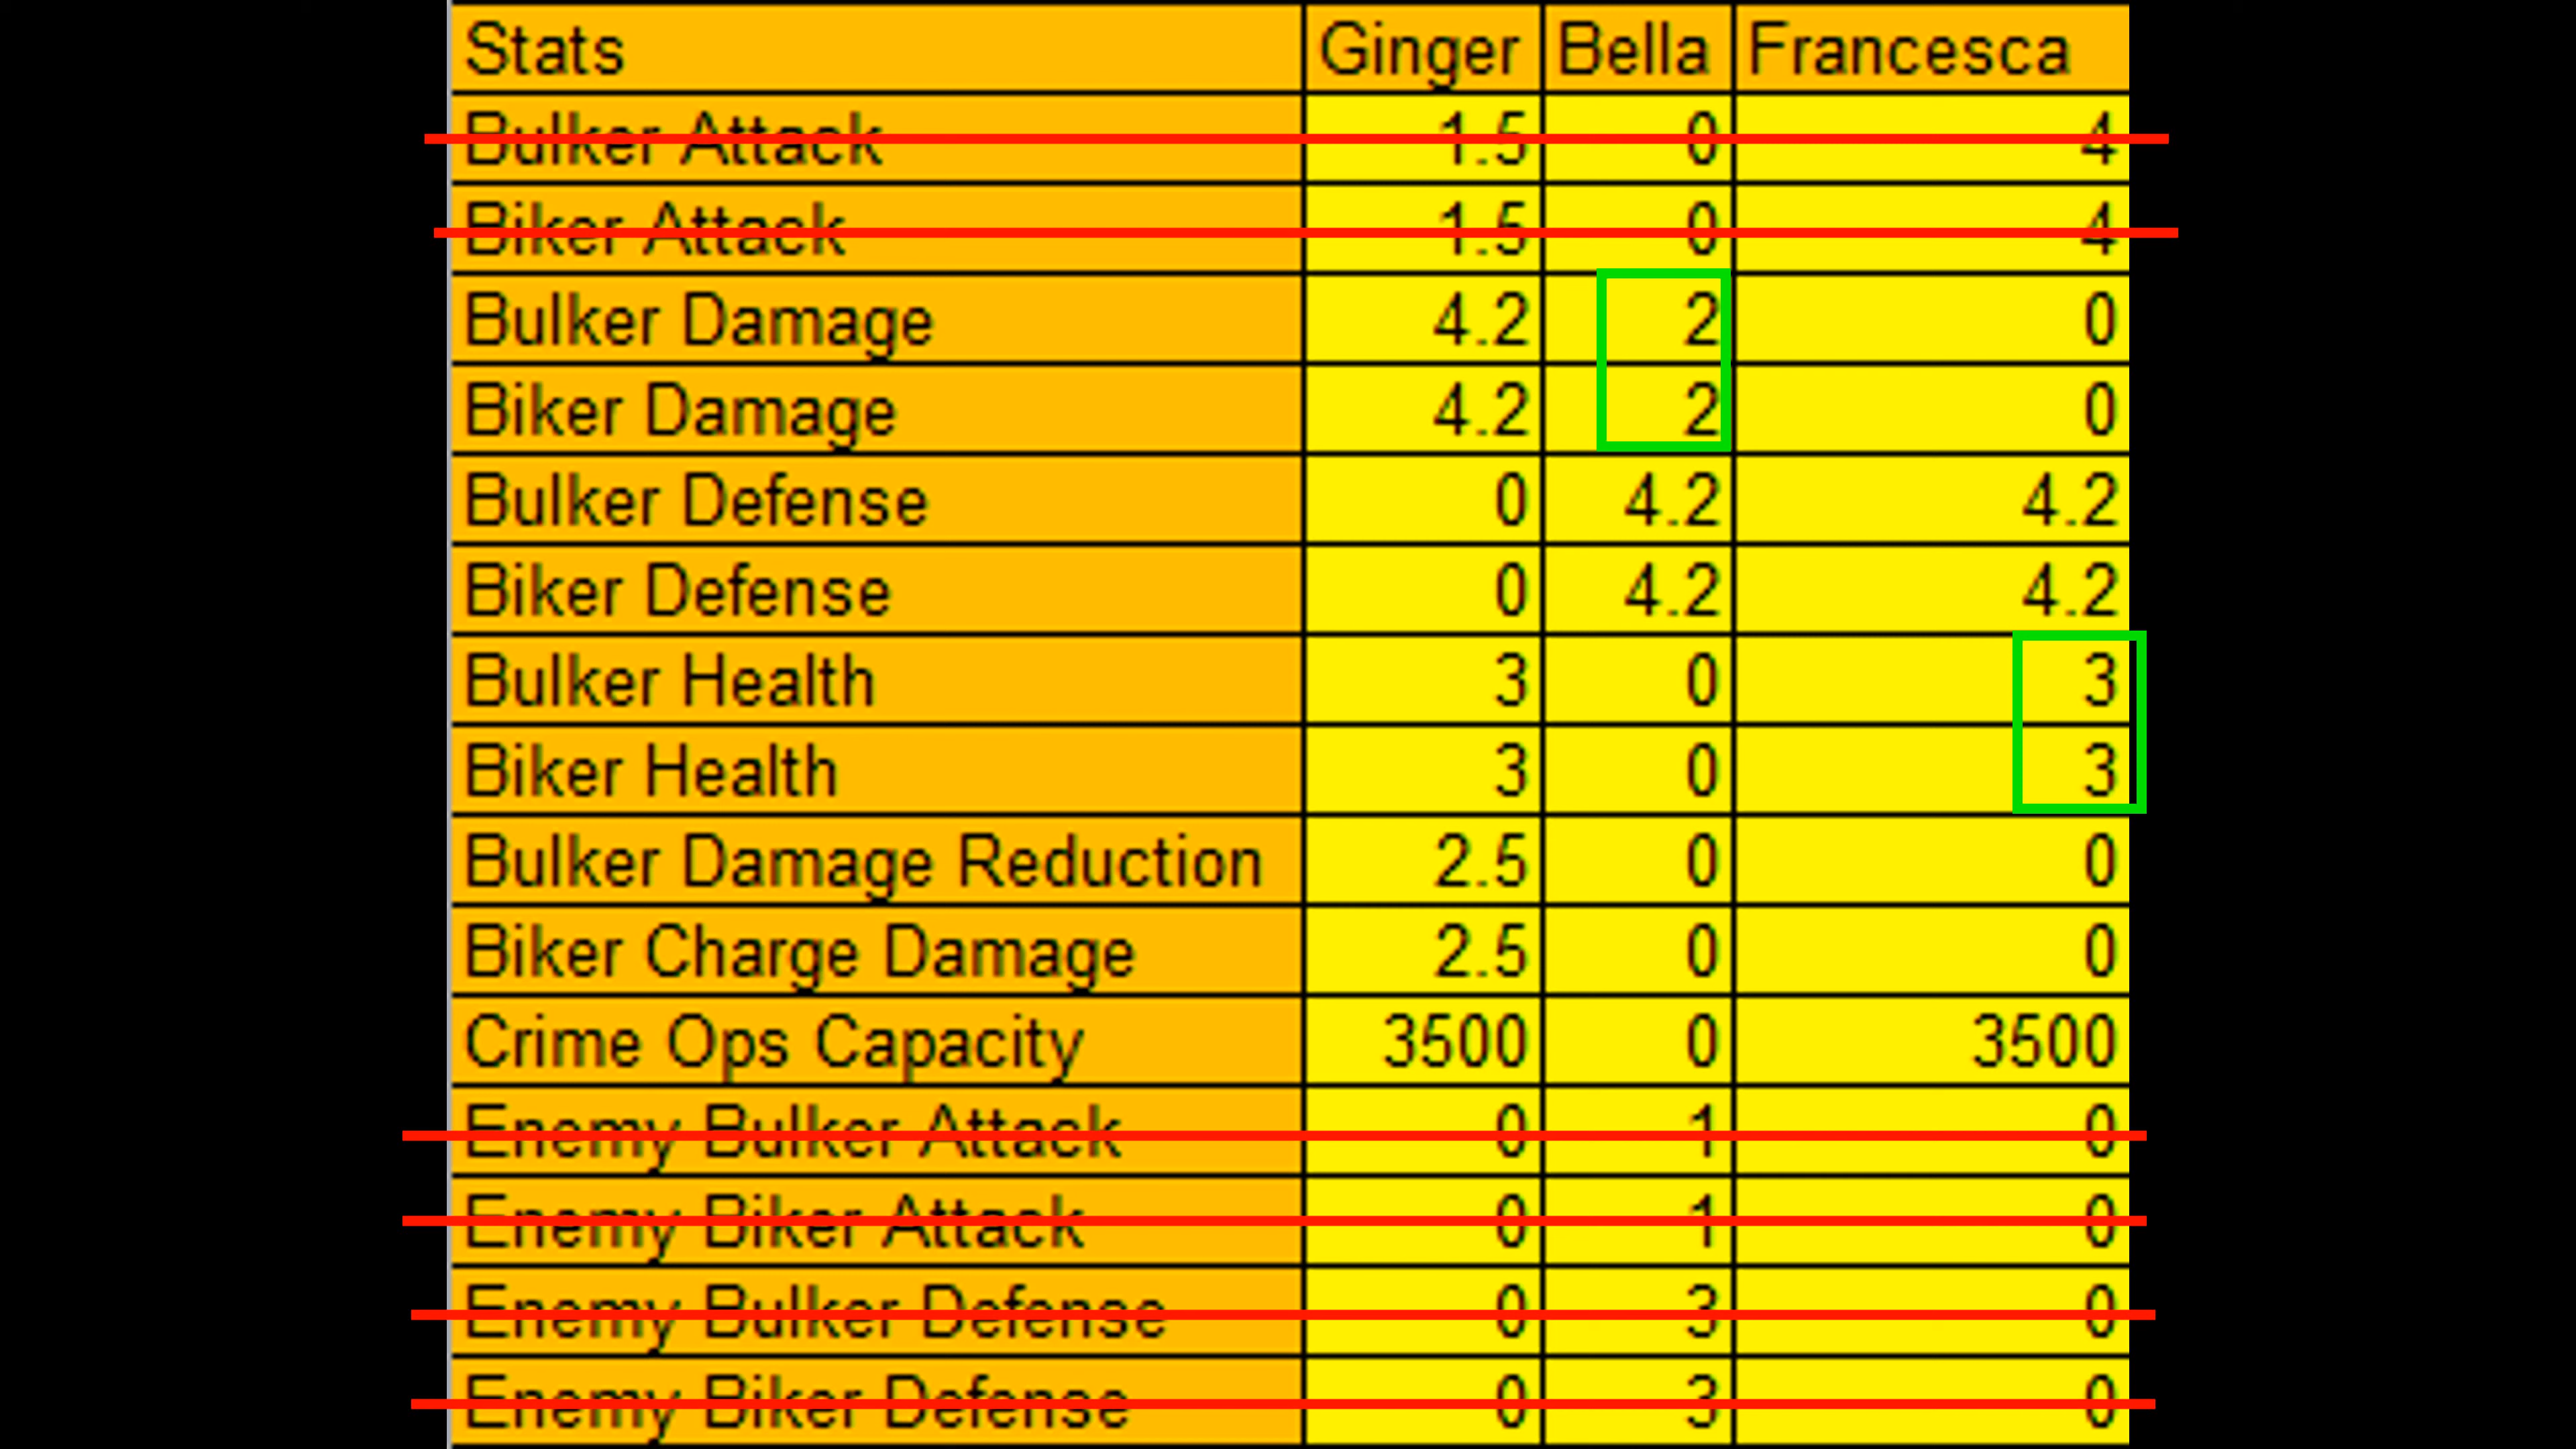 Stats Ginger Bella Francesca
Bulker Attack 1.5 0 4
Biker Attack 1.5 0 4
Bulker Damage 4.2 2 0
Biker Damage 4.2 2 0
Bulker Defense 0 4.2 4.2
Biker Defense 0 4.2 4.2
Bulker Health 3 0 3
Biker Health 3 0 3
Bulker Damage Reduction 2.5 0 0
Biker Charge Damage 2.5 0 0
Crime Ops Capacity 3500 0 3500
Enemy Bulker Attack 0 1 0
Enemy Biker Attack 0 1 0
Enemy Bulker Defense 0 3 0
Enemy Biker Defense 0 3 0